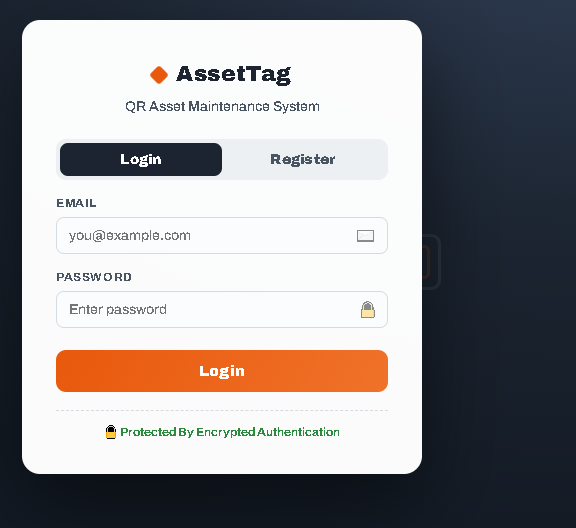 AssetTag
QR Asset Maintenance System
Login
Register
EMAIL
you@example.com
PASSWORD
Enter password
Login
Protected By Encrypted Authentication